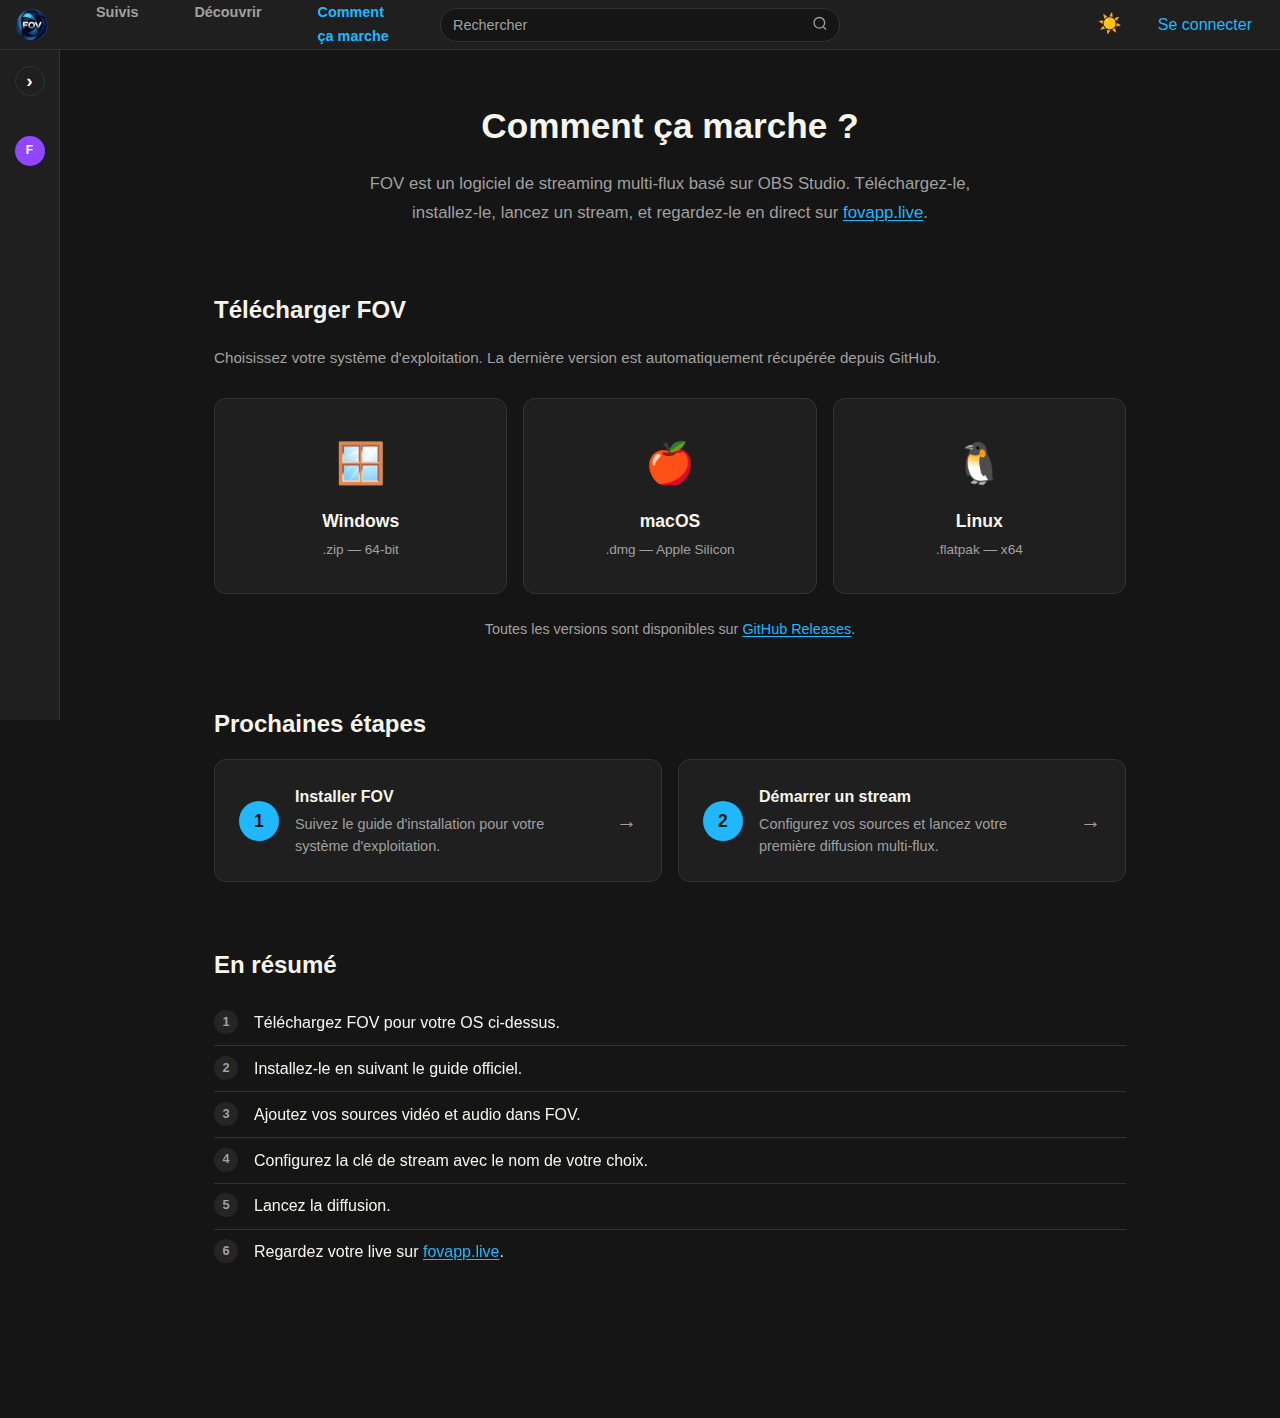 FOV
Suivis
Découvrir
Comment
ça marche
Rechercher
Se connecter
F
Comment ça marche ?
FOV est un logiciel de streaming multi-flux basé sur OBS Studio. Téléchargez-le,
installez-le, lancez un stream, et regardez-le en direct sur fovapp.live.
Télécharger FOV
Choisissez votre système d'exploitation. La dernière version est automatiquement récupérée depuis GitHub.
Windows
.zip — 64-bit
macOS
.dmg — Apple Silicon
Linux
.flatpak — x64
Toutes les versions sont disponibles sur GitHub Releases.
Prochaines étapes
1
Installer FOV
Suivez le guide d'installation pour votre
système d'exploitation.
→
2
Démarrer un stream
Configurez vos sources et lancez votre
première diffusion multi-flux.
→
En résumé
1 Téléchargez FOV pour votre OS ci-dessus.
2 Installez-le en suivant le guide officiel.
3 Ajoutez vos sources vidéo et audio dans FOV.
4 Configurez la clé de stream avec le nom de votre choix.
5 Lancez la diffusion.
6 Regardez votre live sur fovapp.live.